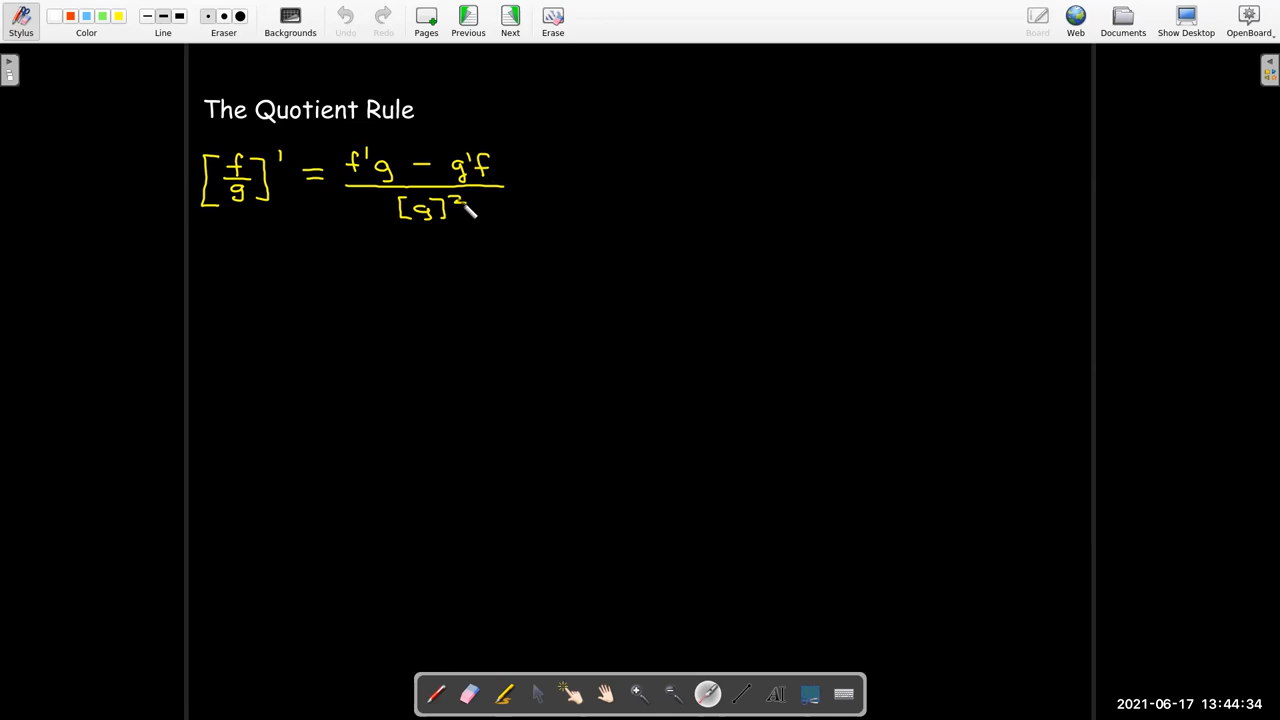 Stylus Color Line Eraser Backgrounds Undo Redo Pages Previous Next Erase Board Web Documents Show Desktop OpenBoard
The Quotient Rule
[f/g]' = (f'g - g'f)/[g]²
AI
2021-06-17 13:44:34